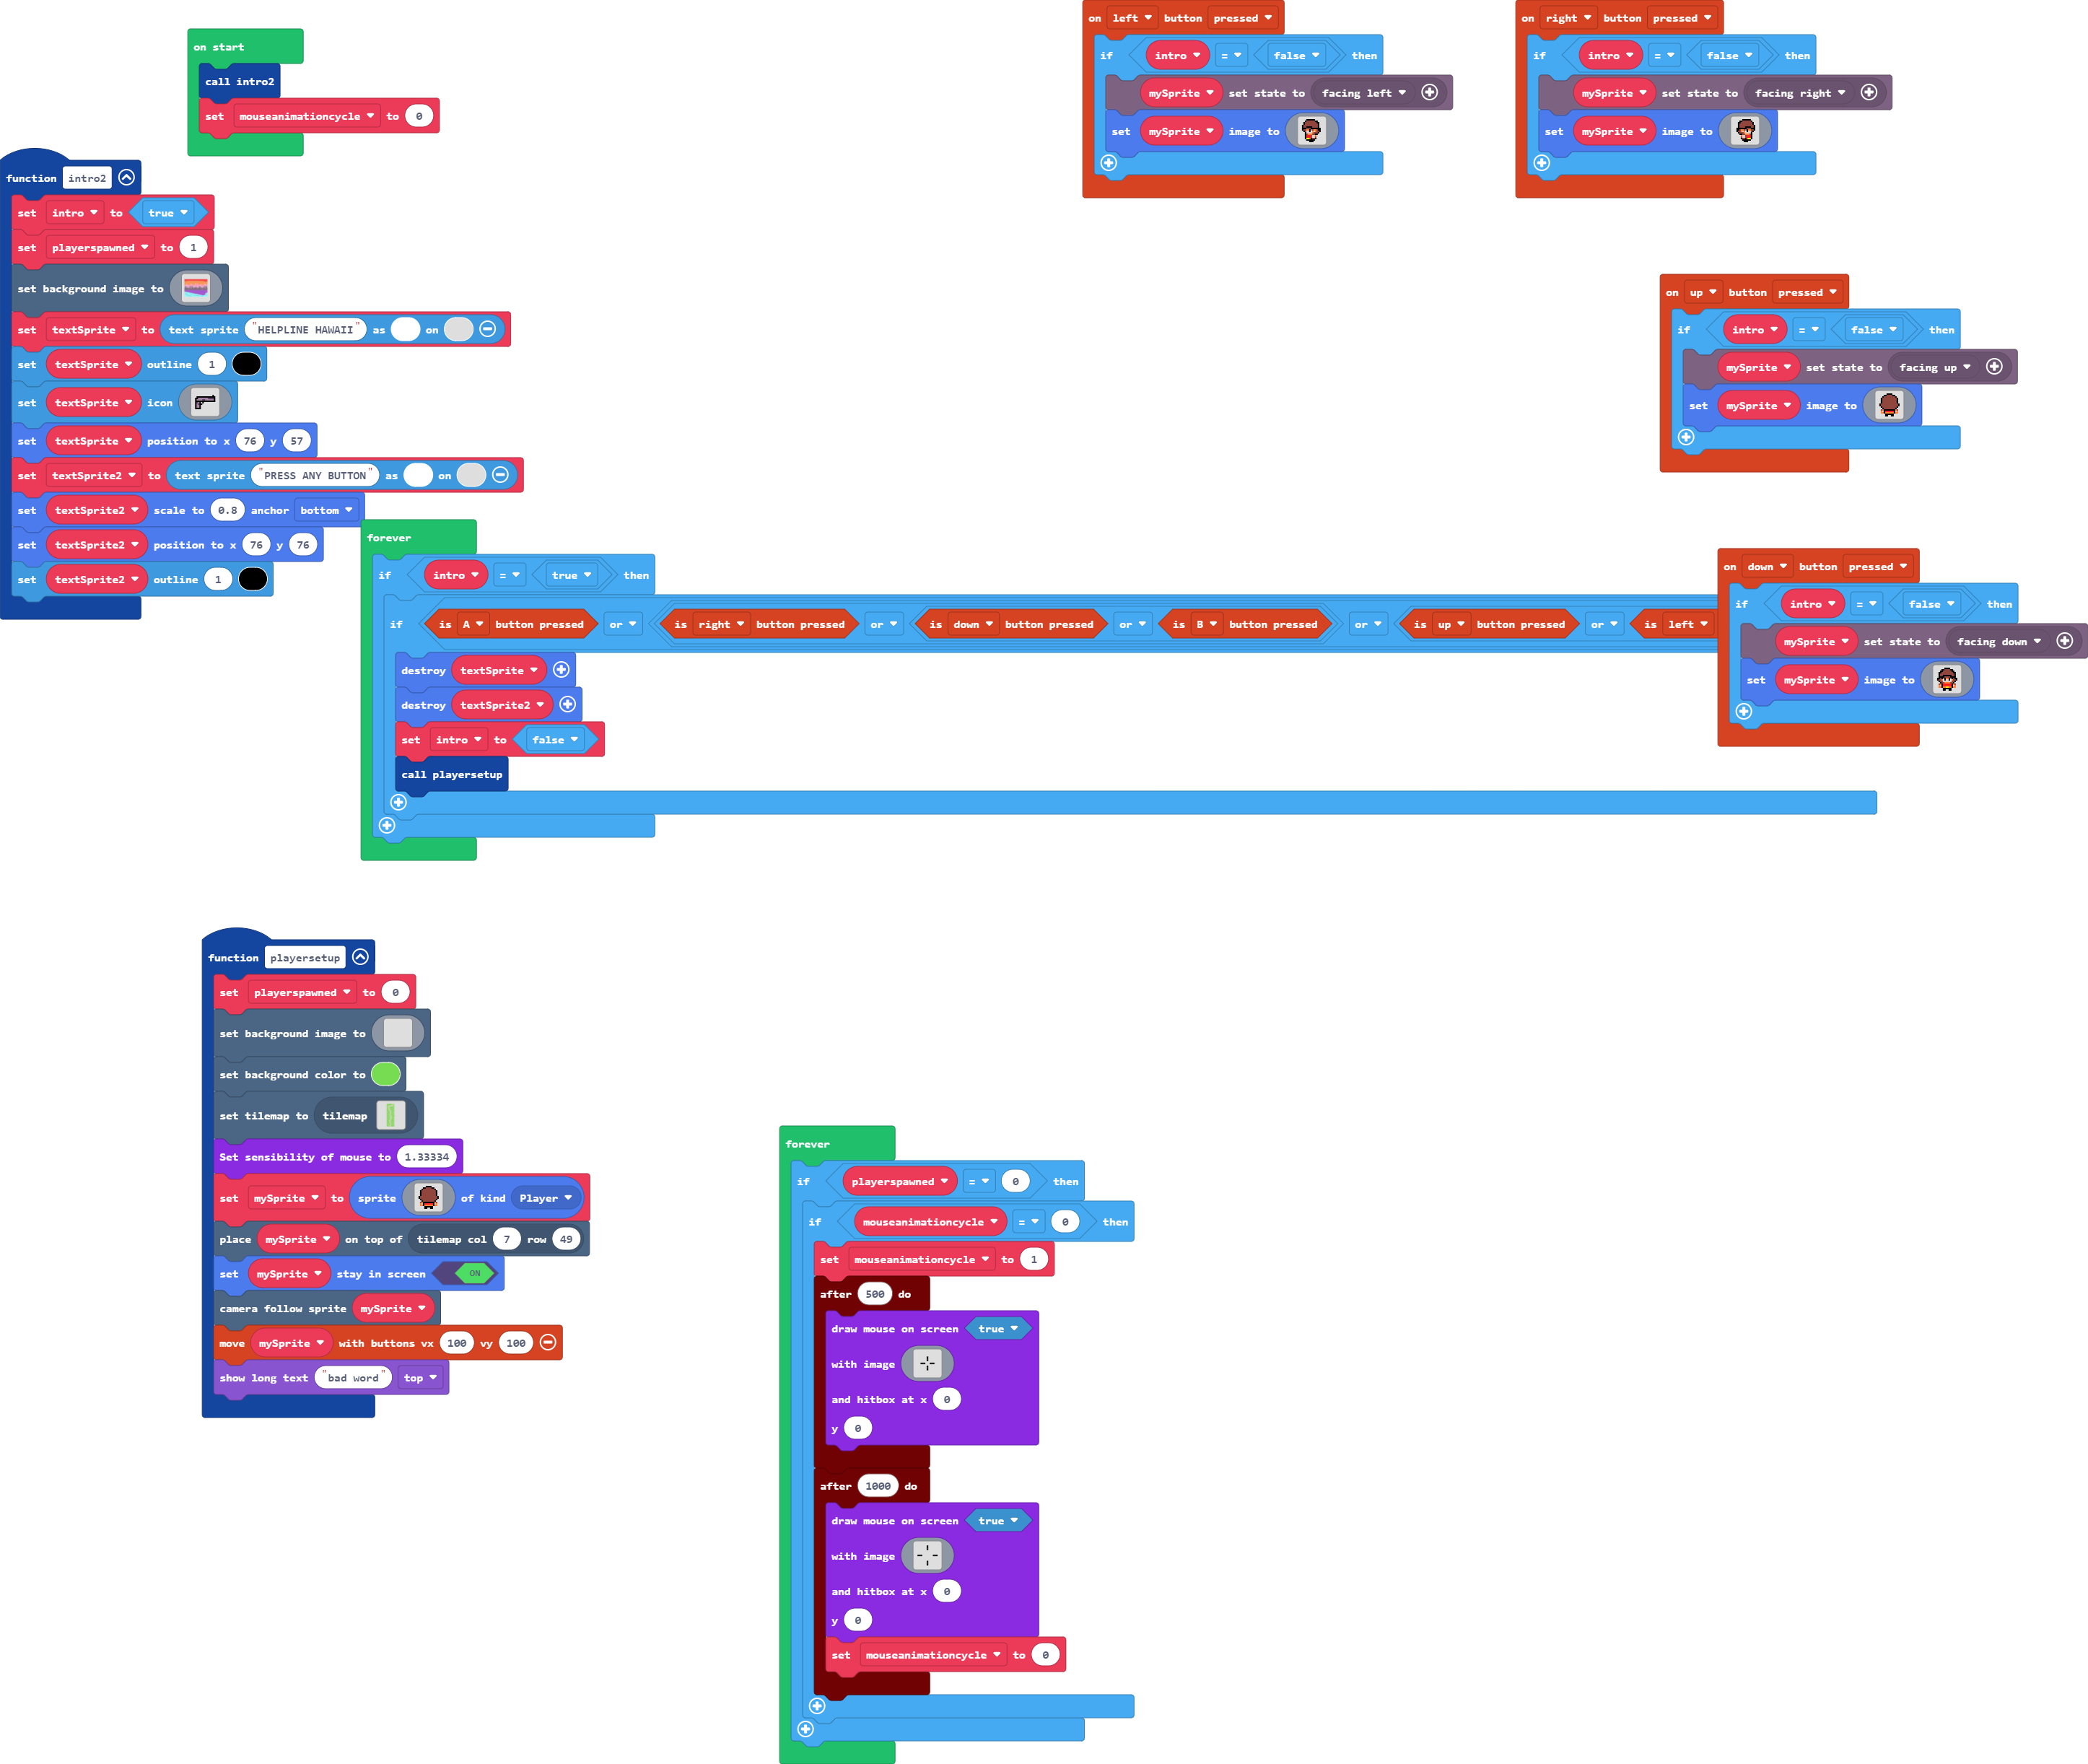 on start
call intro2
set mouseanimationcycle to 0
function intro2
set intro to true
set playerspawned to 1
set background image to
set textSprite to text sprite "HELPLINE HAWAII" as on
set textSprite outline 1
set textSprite icon
set textSprite position to x 76 y 57
set textSprite2 to text sprite "PRESS ANY BUTTON" as on
set textSprite2 scale to 0.8 anchor bottom
set textSprite2 position to x 76 y 76
set textSprite2 outline 1
on left button pressed
if intro = false then
mySprite set state to facing left
set mySprite image to
on right button pressed
if intro = false then
mySprite set state to facing right
set mySprite image to
on up button pressed
if intro = false then
mySprite set state to facing up
set mySprite image to
forever
if intro = true then
if is A button pressed or is right button pressed or is down button pressed or is B button pressed or is up button pressed or is left
destroy textSprite
destroy textSprite2
set intro to false
call playersetup
on down button pressed
if intro = false then
mySprite set state to facing down
set mySprite image to
function playersetup
set playerspawned to 0
set background image to
set background color to
set tilemap to tilemap
Set sensibility of mouse to 1.33334
set mySprite to sprite of kind Player
place mySprite on top of tilemap col 7 row 49
set mySprite stay in screen ON
camera follow sprite mySprite
move mySprite with buttons vx 100 vy 100
show long text "bad word" top
forever
if playerspawned = 0 then
if mouseanimationcycle = 0 then
set mouseanimationcycle to 1
after 500 do
draw mouse on screen true
with image
and hitbox at x 0
y 0
after 1000 do
draw mouse on screen true
with image
and hitbox at x 0
y 0
set mouseanimationcycle to 0